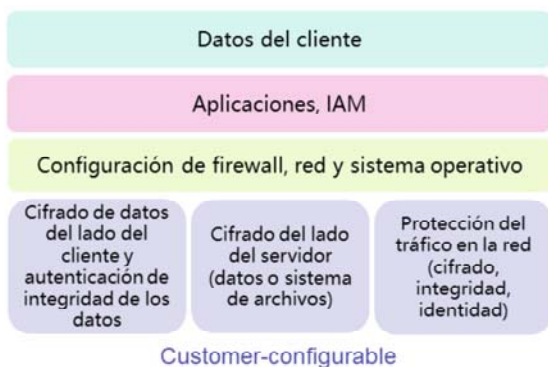 Datos del cliente
Aplicaciones, IAM
Configuración de firewall, red y sistema operativo
Cifrado de datos
del lado del
cliente y
autenticación de
integridad de los
datos
Cifrado del lado
del servidor
(datos o sistema
de archivos)
Protección del
tráfico en la red
(cifrado,
integridad,
identidad)
Customer-configurable